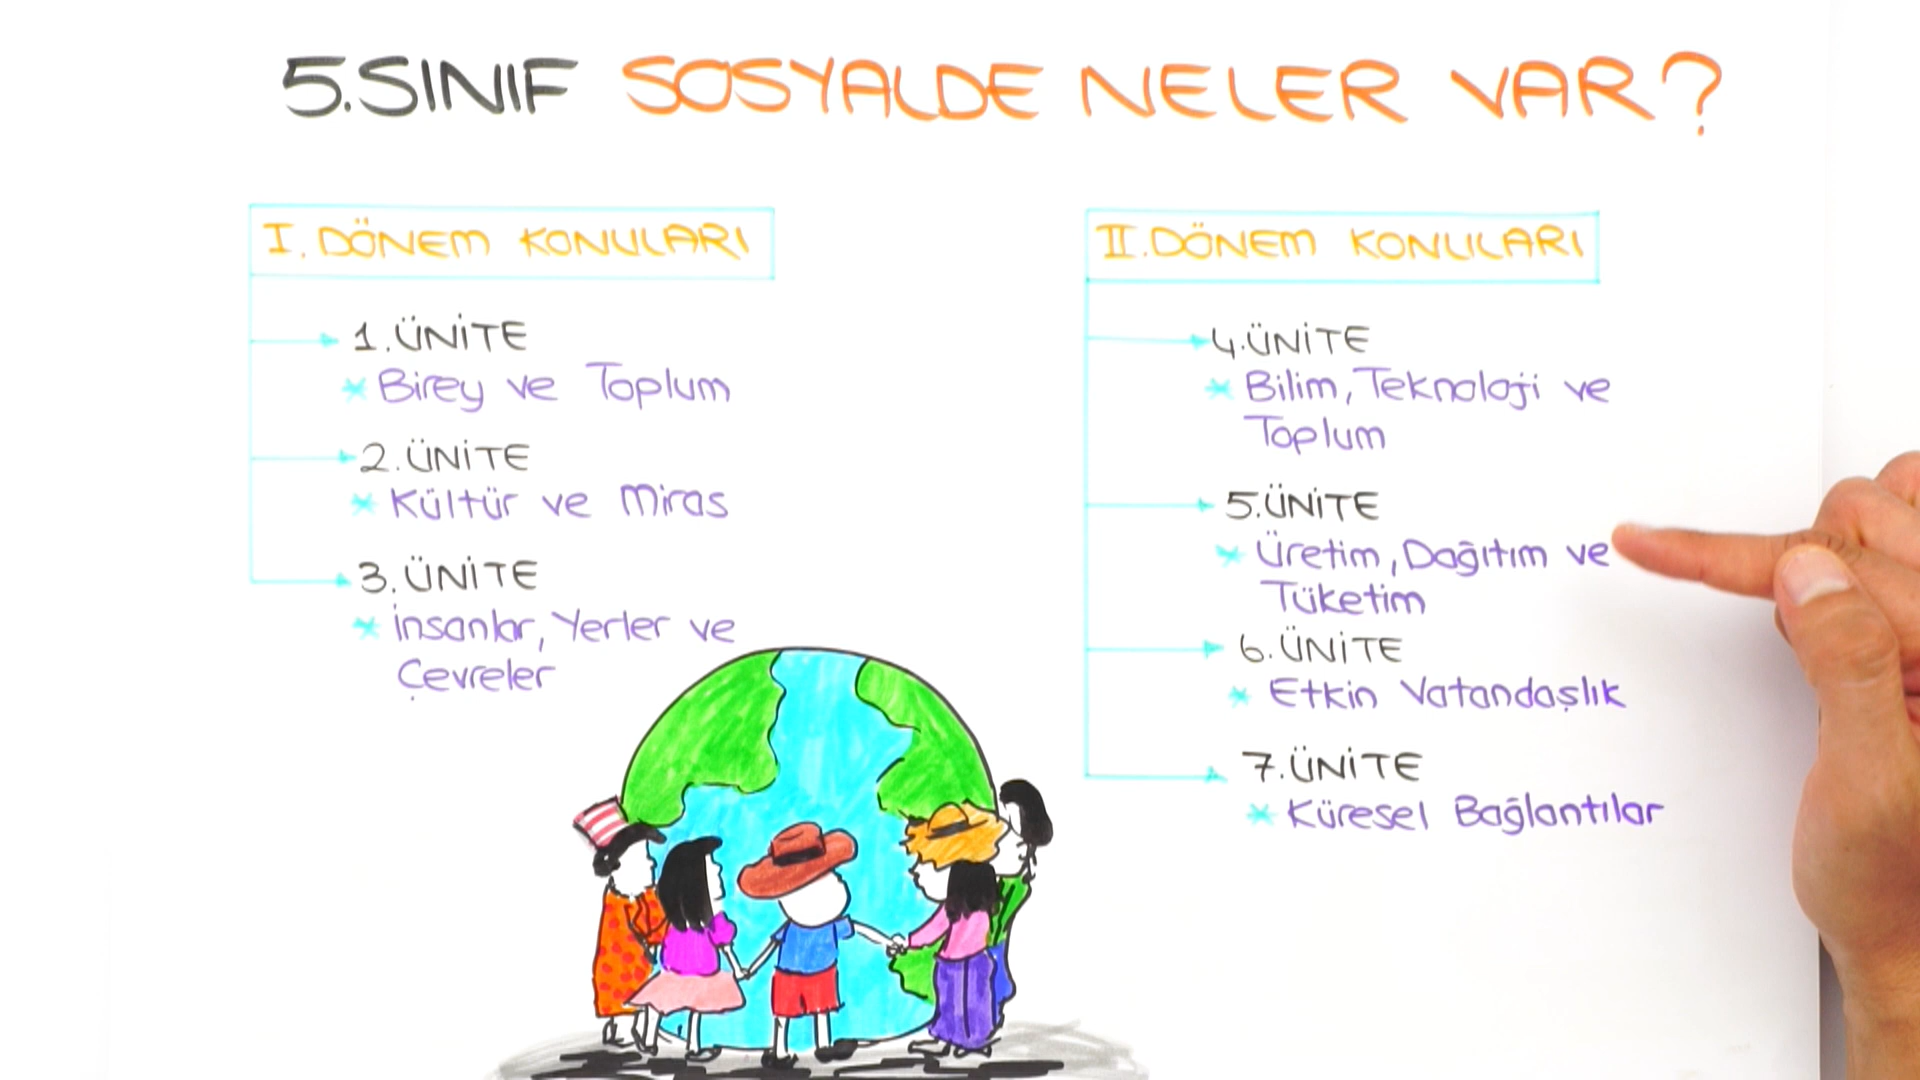 5.SINIF SOSYALDE NELER VAR?
I. DÖNEM KONULARI
1. ÜNİTE
* Birey ve Toplum
2. ÜNİTE
* Kültür ve Miras
3. ÜNİTE
* İnsanlar, Yerler ve
Çevreler
II. DÖNEM KONULARI
4. ÜNİTE
* Bilim, Teknoloji ve
Toplum
5. ÜNİTE
* Üretim, Dağıtım ve
Tüketim
6. ÜNİTE
* Etkin Vatandaşlık
7. ÜNİTE
* Küresel Bağlantılar